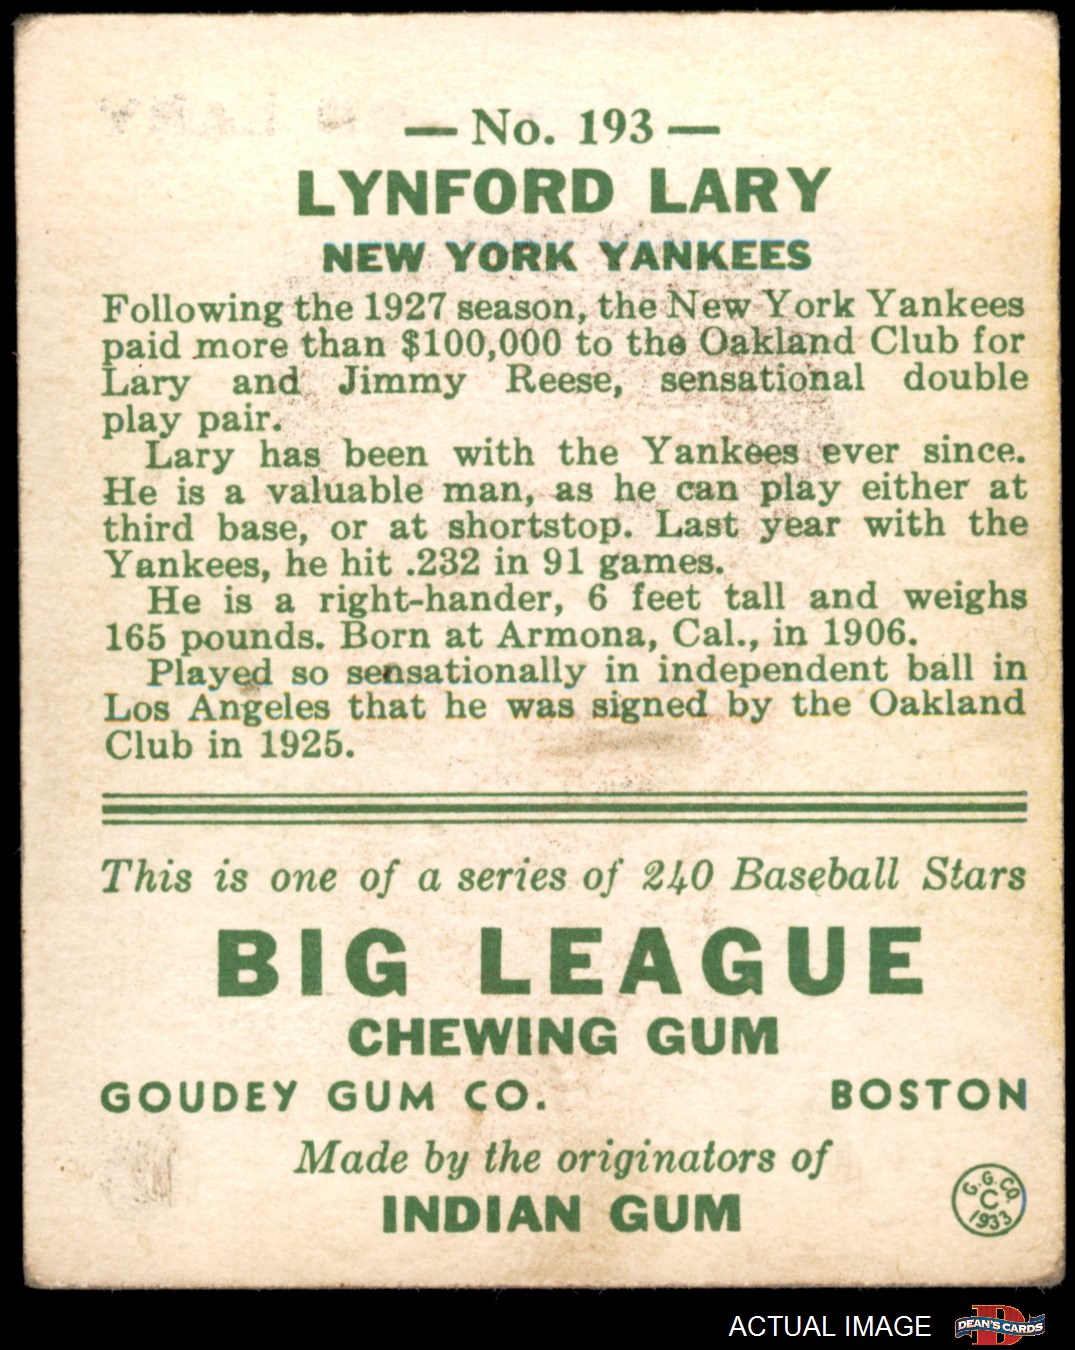 — No. 193 —
LYNFORD LARY
NEW YORK YANKEES
Following the 1927 season, the New York Yankees
paid more than $100,000 to the Oakland Club for
Lary and Jimmy Reese, sensational double
play pair.
Lary has been with the Yankees ever since.
He is a valuable man, as he can play either at
third base, or at shortstop. Last year with the
Yankees, he hit .232 in 91 games.
He is a right-hander, 6 feet tall and weighs
165 pounds. Born at Armona, Cal., in 1906.
Played so sensationally in independent ball in
Los Angeles that he was signed by the Oakland
Club in 1925.
This is one of a series of 240 Baseball Stars
BIG LEAGUE
CHEWING GUM
GOUDEY GUM CO. BOSTON
Made by the originators of
INDIAN GUM
G. G. CO.
C
1933
ACTUAL IMAGE
D
DEAN'S CARDS